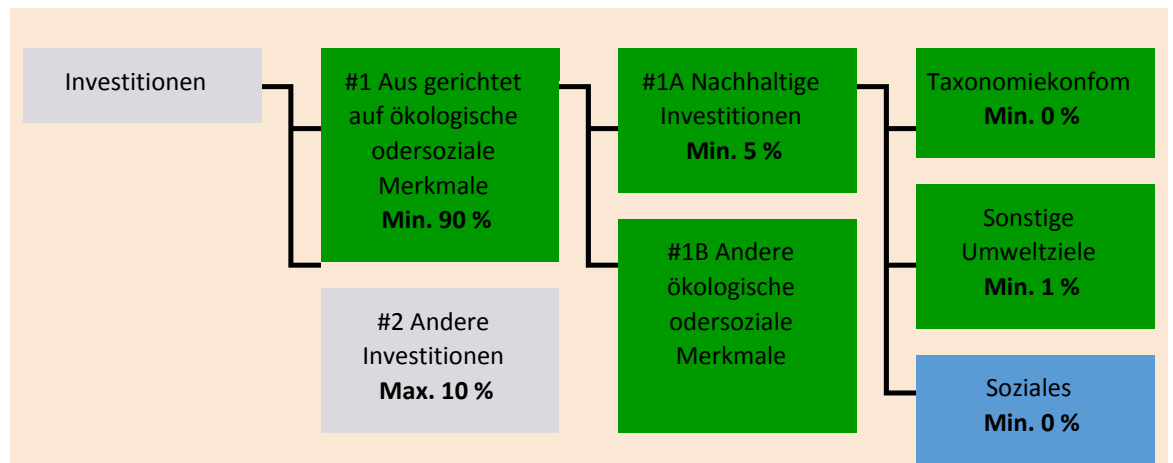 Investitionen
#1 Aus gerichtet
auf ökologische
odersoziale
Merkmale
Min. 90 %
#2 Andere
Investitionen
Max. 10 %
#1A Nachhaltige
Investitionen
Min. 5 %
#1B Andere
ökologische
odersoziale
Merkmale
Taxonomiekonfom
Min. 0 %
Sonstige
Umweltziele
Min. 1 %
Soziales
Min. 0 %